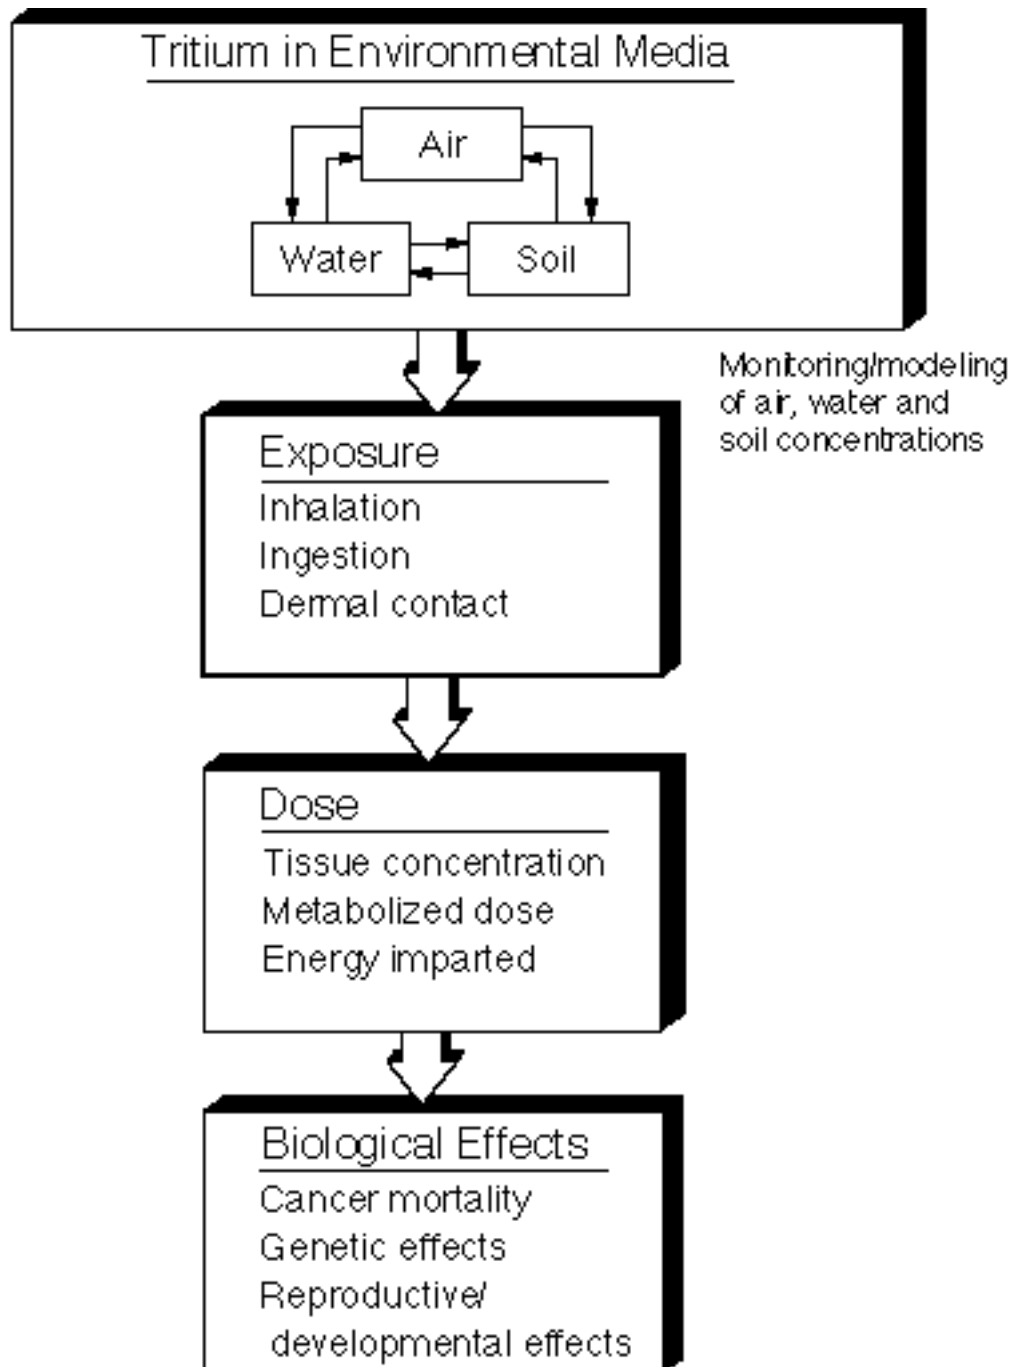 Tritium in Environmental Media
Air
Water
Soil
Monitoring/modeling
of air, water and
soil concentrations
Exposure
Inhalation
Ingestion
Dermal contact
Dose
Tissue concentration
Metabolized dose
Energy imparted
Biological Effects
Cancer mortality
Genetic effects
Reproductive/
developmental effects